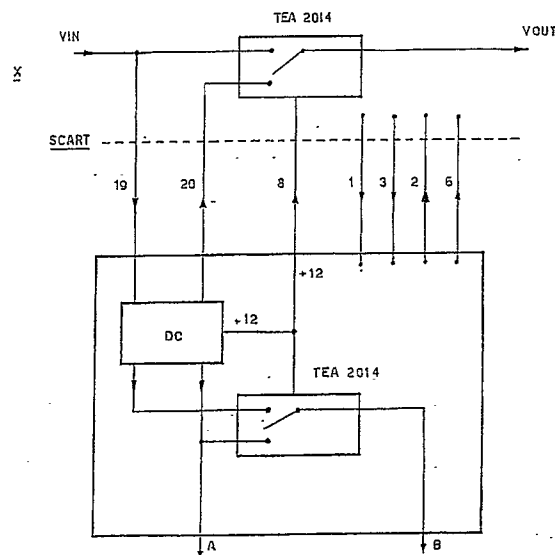 TEA 2014
VIN
VOUT
X
SCART
19
20
8
1
3
2
6
+12
+12
DC
TEA 2014
A
B